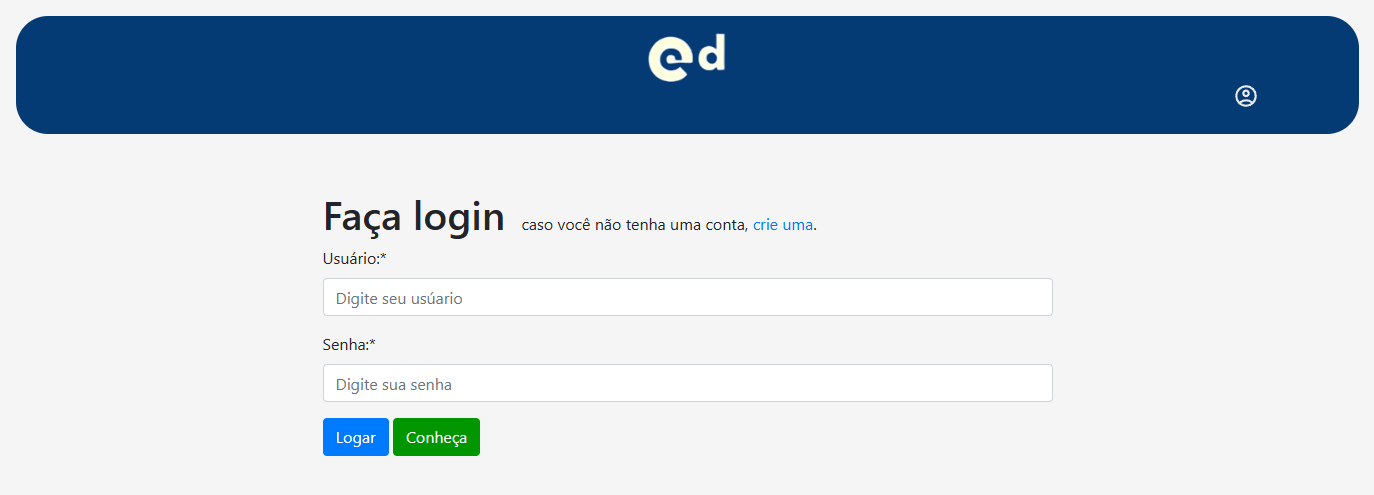 ed
Faça login caso você não tenha uma conta, crie uma.
Usuário:*
Digite seu usúario
Senha:*
Digite sua senha
Logar Conheça